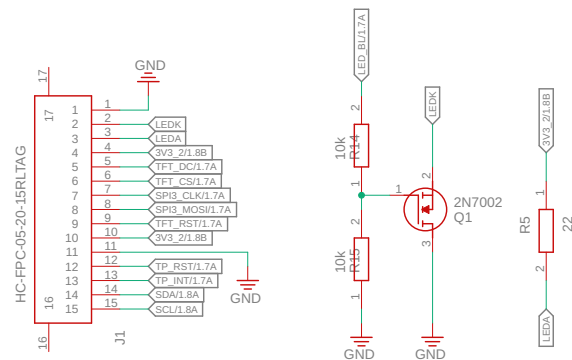 HC-FPC-05-20-15RLTAG
17
17
GND
1 1
2 2 LEDK
3 3 LEDA
4 4 3V3_2/1.8B
5 5 TFT_DC/1.7A
6 6 TFT_CS/1.7A
7 7 SPI3_CLK/1.7A
8 8 SPI3_MOSI/1.7A
9 9 TFT_RST/1.7A
10 10 3V3_2/1.8B
11 11
12 12 TP_RST/1.7A
13 13 TP_INT/1.7A
14 14 SDA/1.8A
15 15 SCL/1.8A
GND
16
16
J1
LED_BL/1.7A
2
10k
R14
1
2
10k
R15
1
GND
LEDK
2
1
2N7002
Q1
3
GND
3V3_2/1.8B
1
R5
22
2
LEDA